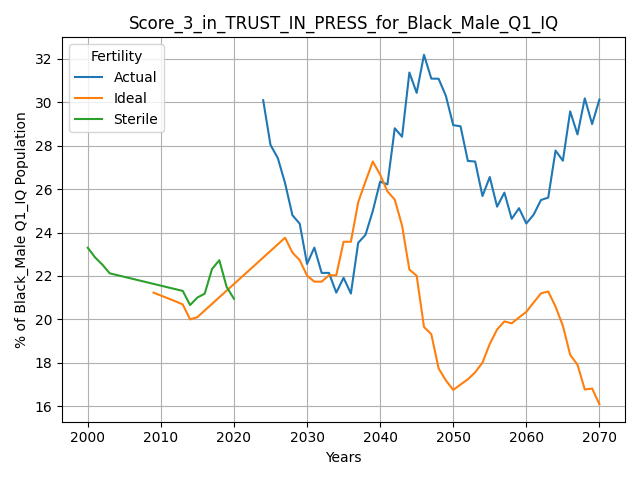 Score_3_in_TRUST_IN_PRESS_for_Black_Male_Q1_IQ
Fertility
Actual
Ideal
Sterile
% of Black_Male Q1_IQ Population
32
30
28
26
24
22
20
18
16
2000
2010
2020
2030
2040
2050
2060
2070
Years